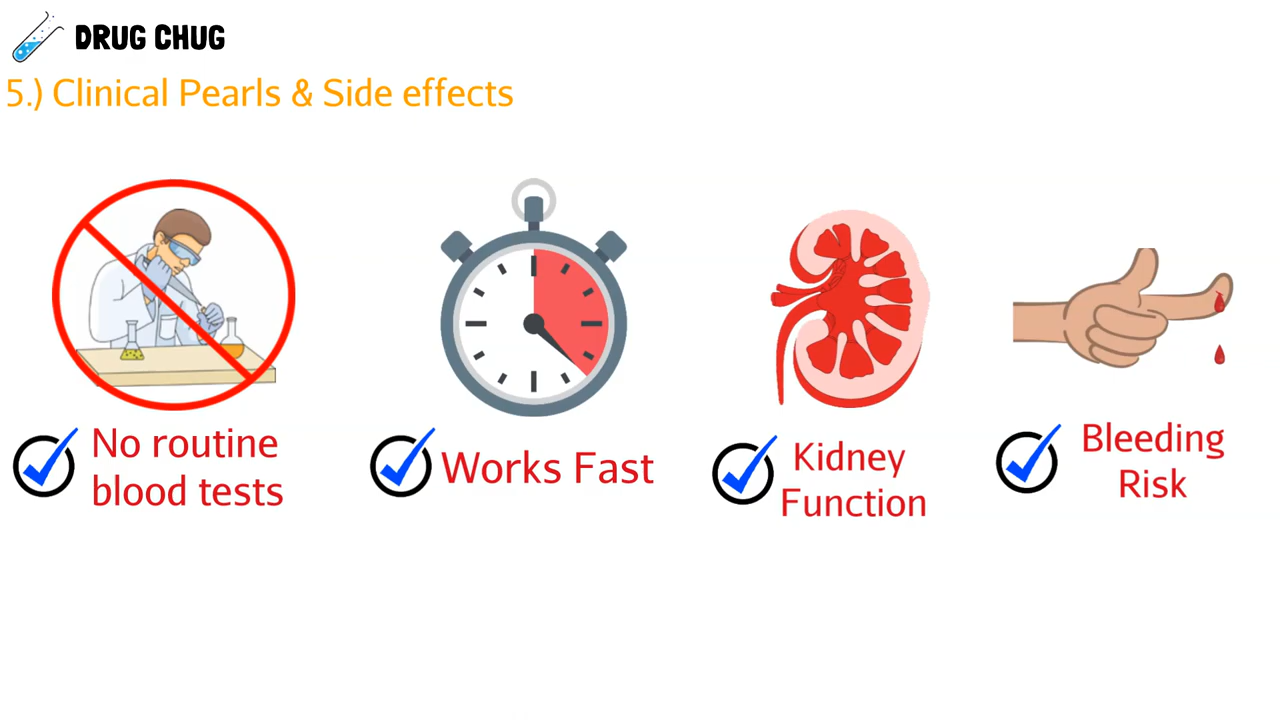 DRUG CHUG
5.) Clinical Pearls & Side effects
No routine
blood tests
Works Fast
Kidney
Function
Bleeding
Risk